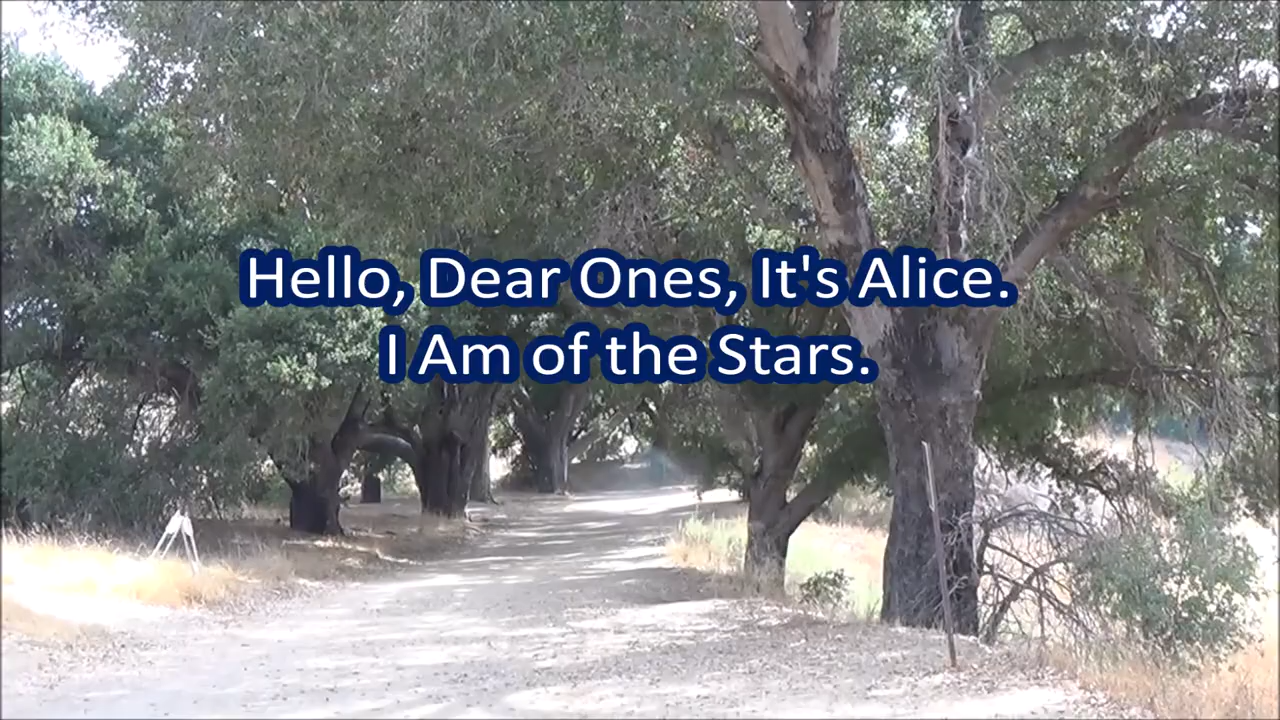 Hello, Dear Ones, It's Alice.
I Am of the Stars.